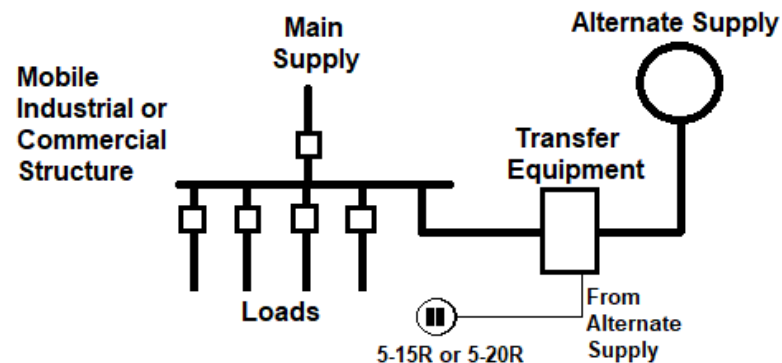 Mobile
Industrial or
Commercial
Structure
Main
Supply
Alternate Supply
Transfer
Equipment
Loads
From
Alternate
Supply
5-15R or 5-20R